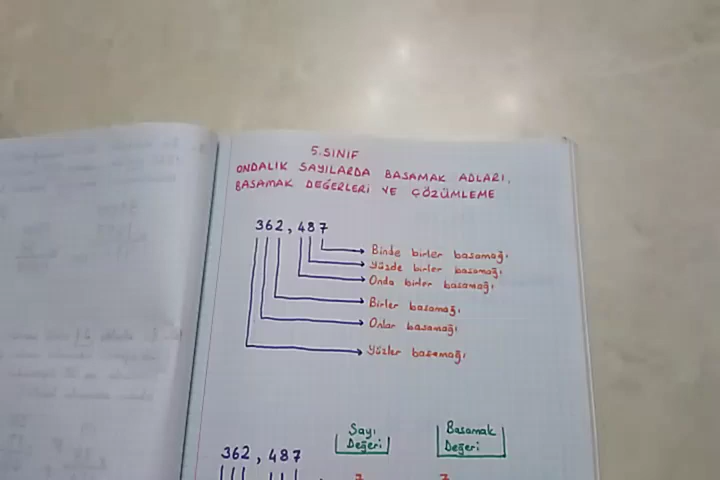 5.SINIF
ONDALIK SAYILARDA BASAMAK ADLARI,
BASAMAK DEĞERLERİ VE ÇÖZÜMLEME
362,487
Binde birler basamağı
Yüzde birler basamağı
Onda birler basamağı
Birler basamağı
Onlar basamağı
Yüzler basamağı
Sayı Değeri
Basamak Değeri
362,487